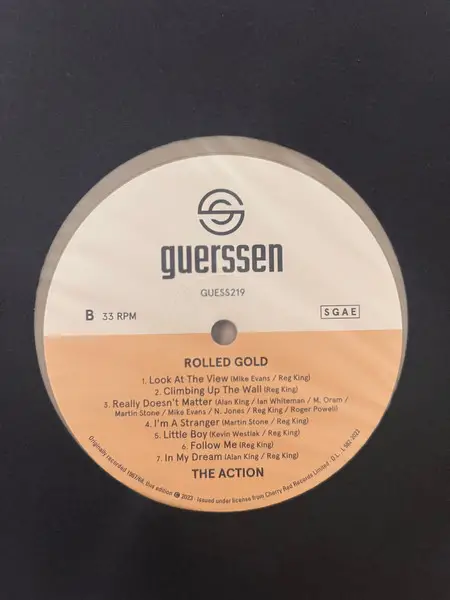 guerssen
GUESS219
B 33 RPM
SGAE
ROLLED GOLD
1. Look At The View (Mike Evans / Reg King)
2. Climbing Up The Wall (Reg King)
3. Really Doesn't Matter (Alan King / Ian Whiteman / M. Oram /
Martin Stone / Mike Evans / N. Jones / Reg King / Roger Powell)
4. I'm A Stranger (Martin Stone / Reg King)
5. Little Boy (Kevin Westlak / Reg King)
6. Follow Me (Reg King)
7. In My Dream (Alan King / Reg King)
THE ACTION
Originally recorded 1967/68, this edition ℗ 2023 · Issued under license from Cherry Red Records Limited · D.L.: L 582-2023